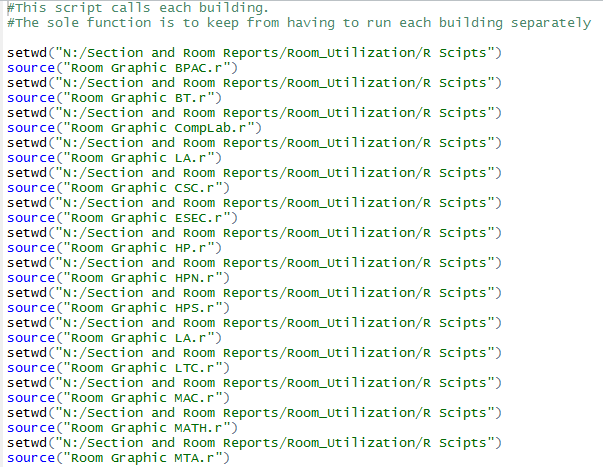 #This script calls each building.
#The sole function is to keep from having to run each building separately
setwd("N:/Section and Room Reports/Room_Utilization/R Scipts")
source("Room Graphic BPAC.r")
setwd("N:/Section and Room Reports/Room_Utilization/R Scipts")
source("Room Graphic BT.r")
setwd("N:/Section and Room Reports/Room_Utilization/R Scipts")
source("Room Graphic CompLab.r")
setwd("N:/Section and Room Reports/Room_Utilization/R Scipts")
source("Room Graphic LA.r")
setwd("N:/Section and Room Reports/Room_Utilization/R Scipts")
source("Room Graphic CSC.r")
setwd("N:/Section and Room Reports/Room_Utilization/R Scipts")
source("Room Graphic ESEC.r")
setwd("N:/Section and Room Reports/Room_Utilization/R Scipts")
source("Room Graphic HP.r")
setwd("N:/Section and Room Reports/Room_Utilization/R Scipts")
source("Room Graphic HPN.r")
setwd("N:/Section and Room Reports/Room_Utilization/R Scipts")
source("Room Graphic HPS.r")
setwd("N:/Section and Room Reports/Room_Utilization/R Scipts")
source("Room Graphic LA.r")
setwd("N:/Section and Room Reports/Room_Utilization/R Scipts")
source("Room Graphic LTC.r")
setwd("N:/Section and Room Reports/Room_Utilization/R Scipts")
source("Room Graphic MAC.r")
setwd("N:/Section and Room Reports/Room_Utilization/R Scipts")
source("Room Graphic MATH.r")
setwd("N:/Section and Room Reports/Room_Utilization/R Scipts")
source("Room Graphic MTA.r")